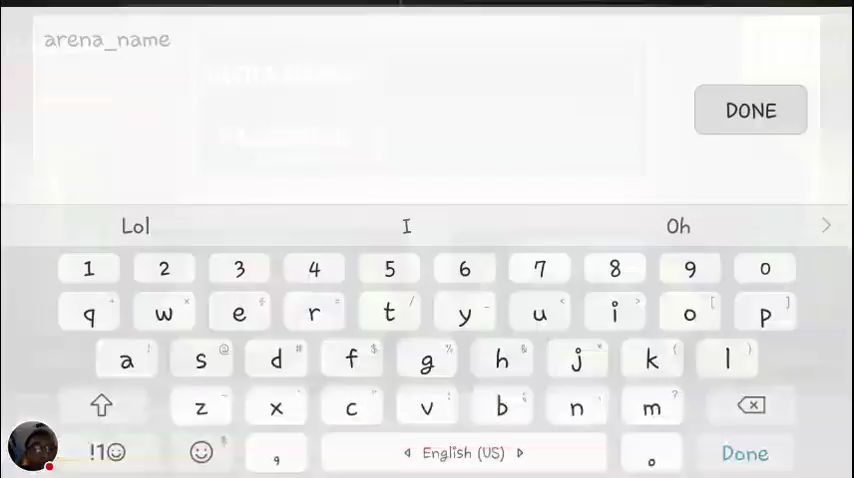 arena_name
DONE
Lol I Oh >
1 2 3 4 5 6 7 8 9 0
q w e r t y u i o p
a s d f g h j k l
z x c v b n m
!1☺ , English (US) . Done